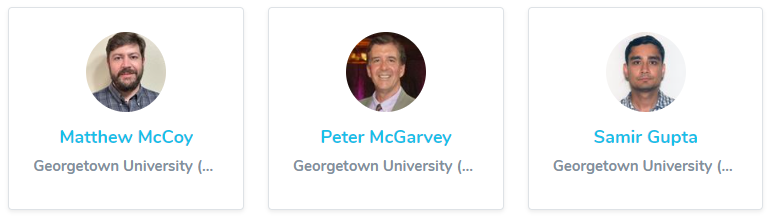 Matthew McCoy
Georgetown University (...
Peter McGarvey
Georgetown University (...
Samir Gupta
Georgetown University (...